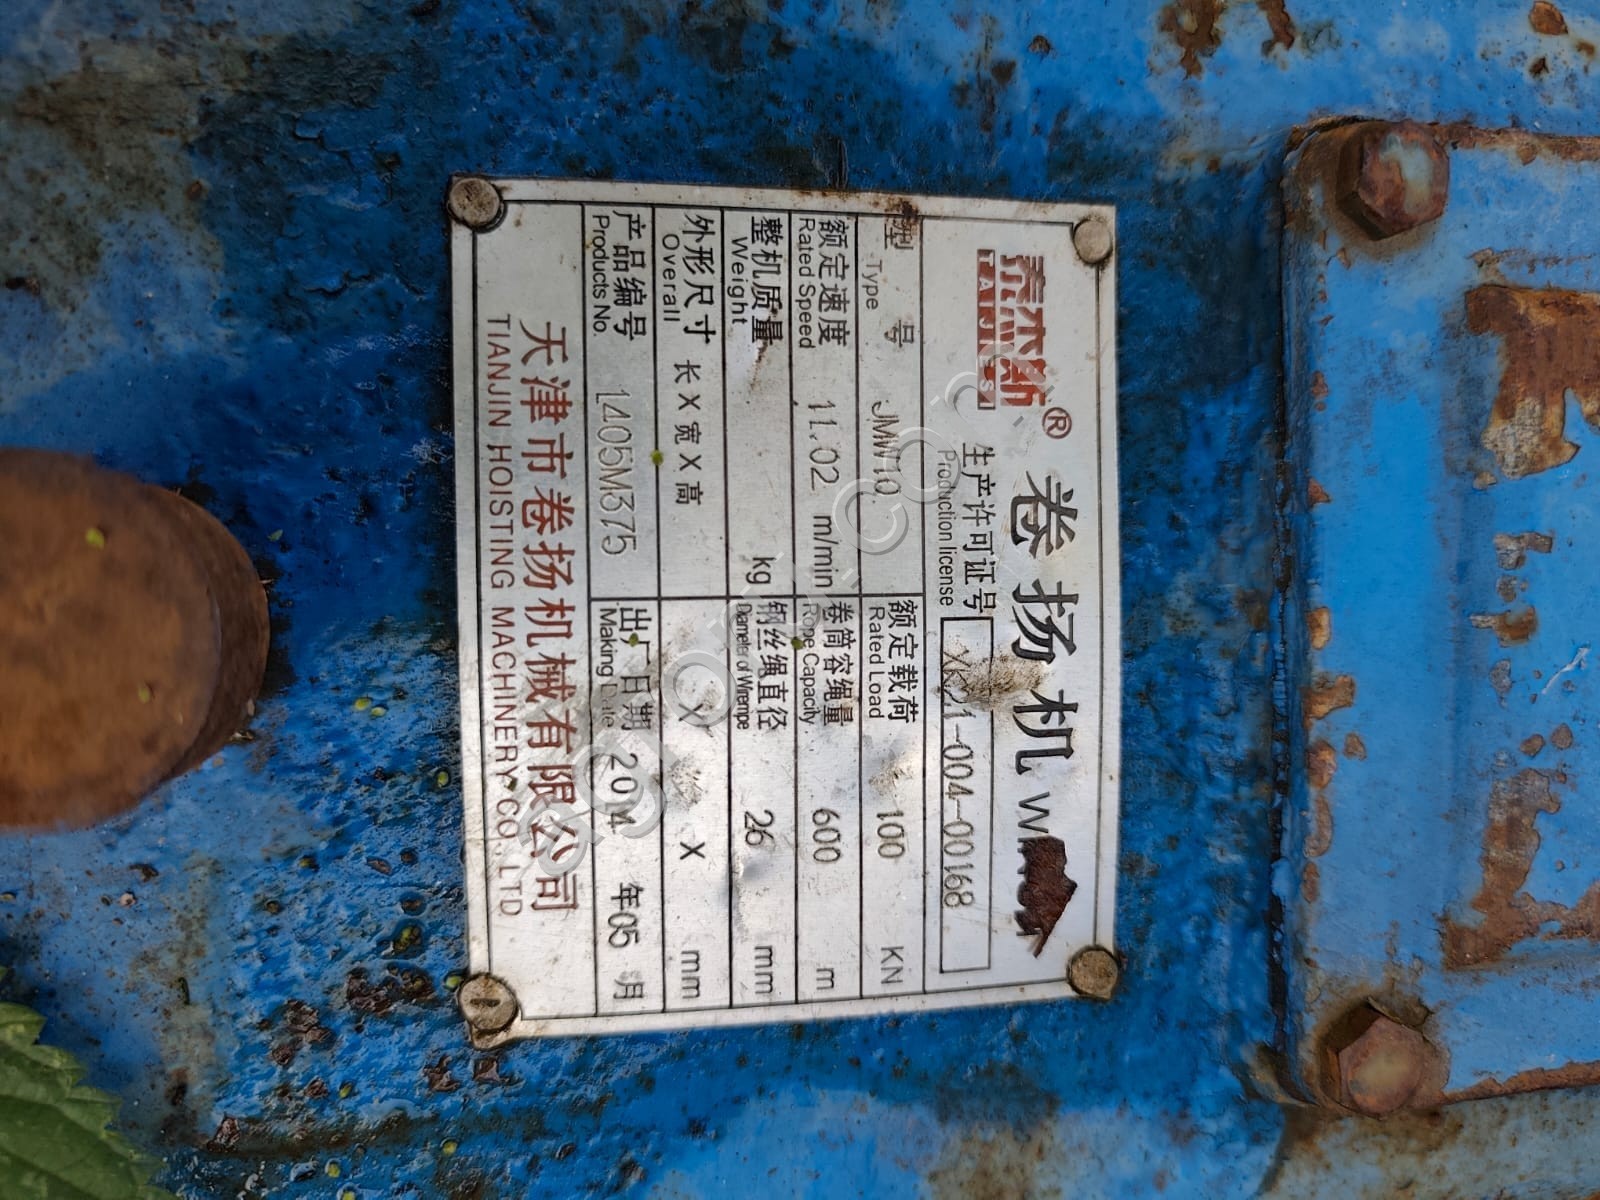 泰杰斯®
TAIJIESI
卷扬机
生产许可证号
Production license
XK21-004-00168
型号 JMW10 额定载荷 100 KN
Type Rated Load
额定速度 11.02 m/min 卷筒容绳量 600 m
Rated Speed Rope Capacity
整机质量 kg 钢丝绳直径 26 mm
Weight
外形尺寸 长X宽X高 X X mm
Overall
产品编号 1405M375 出厂日期 2014 年05 月
Products No. Making Date
天津市卷扬机械有限公司
TIANJIN HOISTING MACHINERY CO.,LTD